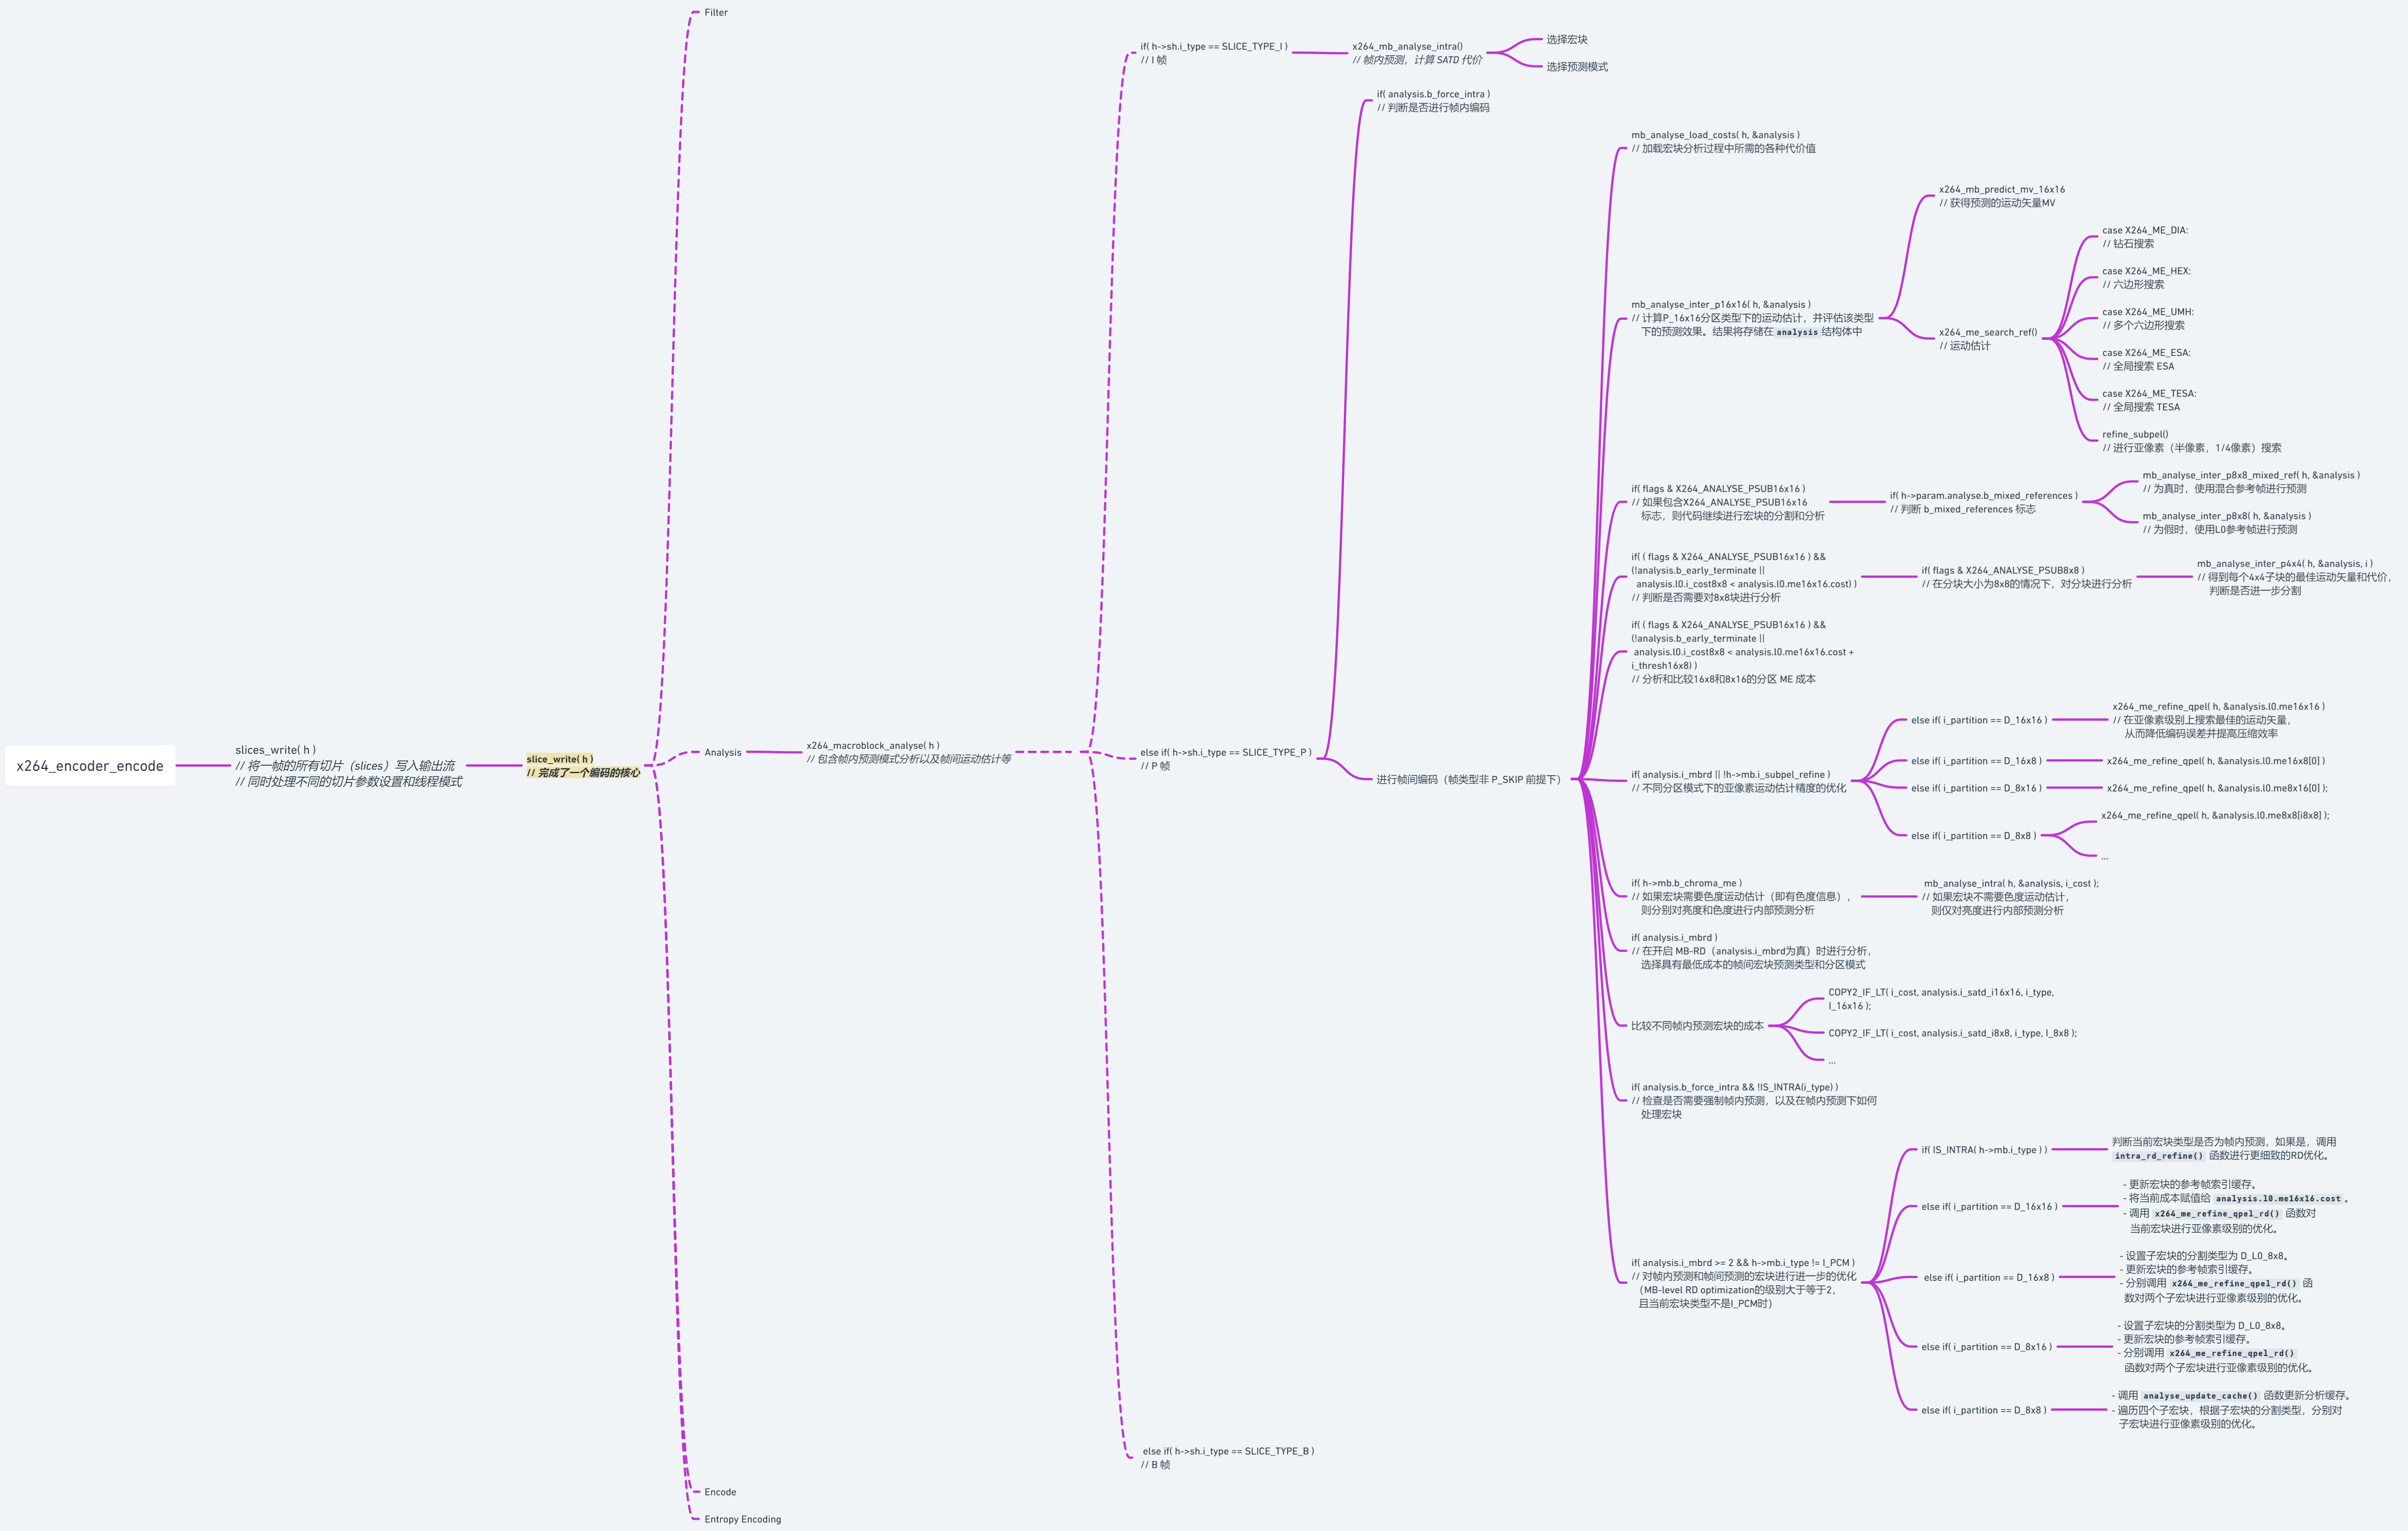 x264_encoder_encode
slices_write( h )
// 将一帧的所有切片（slices）写入输出流
// 同时处理不同的切片参数设置和线程模式
slice_write( h )
// 完成了一个编码的核心
Filter
Analysis
x264_macroblock_analyse( h )
// 包含帧内预测模式分析以及帧间运动估计等
if( h->sh.i_type == SLICE_TYPE_I )
// I 帧
x264_mb_analyse_intra()
// 帧内预测，计算 SATD 代价
选择宏块
选择预测模式
else if( h->sh.i_type == SLICE_TYPE_P )
// P 帧
if( analysis.b_force_intra )
// 判断是否进行帧内编码
进行帧间编码（帧类型非 P_SKIP 前提下）
mb_analyse_load_costs( h, &analysis )
// 加载宏块分析过程中所需的各种代价值
mb_analyse_inter_p16x16( h, &analysis )
// 计算P_16x16分区类型下的运动估计，并评估该类型
下的预测效果。结果将存储在 analysis 结构体中
x264_mb_predict_mv_16x16
// 获得预测的运动矢量MV
x264_me_search_ref()
// 运动估计
case X264_ME_DIA:
// 钻石搜索
case X264_ME_HEX:
// 六边形搜索
case X264_ME_UMH:
// 多个六边形搜索
case X264_ME_ESA:
// 全局搜索 ESA
case X264_ME_TESA:
// 全局搜索 TESA
refine_subpel()
// 进行亚像素（半像素，1/4像素）搜索
if( flags & X264_ANALYSE_PSUB16x16 )
// 如果包含X264_ANALYSE_PSUB16x16
标志，则代码继续进行宏块的分割和分析
if( h->param.analyse.b_mixed_references )
// 判断 b_mixed_references 标志
mb_analyse_inter_p8x8_mixed_ref( h, &analysis )
// 为真时，使用混合参考帧进行预测
mb_analyse_inter_p8x8( h, &analysis )
// 为假时，使用L0参考帧进行预测
if( ( flags & X264_ANALYSE_PSUB16x16 ) &&
(!analysis.b_early_terminate ||
analysis.l0.i_cost8x8 < analysis.l0.me16x16.cost) )
// 判断是否需要对8x8块进行分析
if( flags & X264_ANALYSE_PSUB8x8 )
// 在分块大小为8x8的情况下，对分块进行分析
mb_analyse_inter_p4x4( h, &analysis, i )
// 得到每个4x4子块的最佳运动矢量和代价，
判断是否进一步分割
if( ( flags & X264_ANALYSE_PSUB16x16 ) &&
(!analysis.b_early_terminate ||
analysis.l0.i_cost8x8 < analysis.l0.me16x16.cost +
i_thresh16x8) )
// 分析和比较16x8和8x16的分区 ME 成本
if( analysis.i_mbrd || !h->mb.i_subpel_refine )
// 不同分区模式下的亚像素运动估计精度的优化
else if( i_partition == D_16x16 )
x264_me_refine_qpel( h, &analysis.l0.me16x16 )
// 在亚像素级别上搜索最佳的运动矢量，
从而降低编码误差并提高压缩效率
else if( i_partition == D_16x8 )
x264_me_refine_qpel( h, &analysis.l0.me16x8[0] )
else if( i_partition == D_8x16 )
x264_me_refine_qpel( h, &analysis.l0.me8x16[0] );
else if( i_partition == D_8x8 )
x264_me_refine_qpel( h, &analysis.l0.me8x8[i8x8] );
...
if( h->mb.b_chroma_me )
// 如果宏块需要色度运动估计（即有色度信息），
则分别对亮度和色度进行内部预测分析
mb_analyse_intra( h, &analysis, i_cost );
// 如果宏块不需要色度运动估计，
则仅对亮度进行内部预测分析
if( analysis.i_mbrd )
// 在开启 MB-RD（analysis.i_mbrd为真）时进行分析，
选择具有最低成本的帧间宏块预测类型和分区模式
比较不同帧内预测宏块的成本
COPY2_IF_LT( i_cost, analysis.i_satd_i16x16, i_type,
I_16x16 );
COPY2_IF_LT( i_cost, analysis.i_satd_i8x8, i_type, I_8x8 );
...
if( analysis.b_force_intra && !IS_INTRA(i_type) )
// 检查是否需要强制帧内预测，以及在帧内预测下如何
处理宏块
if( analysis.i_mbrd >= 2 && h->mb.i_type != I_PCM )
// 对帧内预测和帧间预测的宏块进行进一步的优化
（MB-level RD optimization的级别大于等于2，
且当前宏块类型不是I_PCM时）
if( IS_INTRA( h->mb.i_type ) )
判断当前宏块类型是否为帧内预测，如果是，调用
intra_rd_refine() 函数进行更细致的RD优化。
else if( i_partition == D_16x16 )
- 更新宏块的参考帧索引缓存。
- 将当前成本赋值给 analysis.l0.me16x16.cost 。
- 调用 x264_me_refine_qpel_rd() 函数对
当前宏块进行亚像素级别的优化。
else if( i_partition == D_16x8 )
- 设置子宏块的分割类型为 D_L0_8x8。
- 更新宏块的参考帧索引缓存。
- 分别调用 x264_me_refine_qpel_rd() 函
数对两个子宏块进行亚像素级别的优化。
else if( i_partition == D_8x16 )
- 设置子宏块的分割类型为 D_L0_8x8。
- 更新宏块的参考帧索引缓存。
- 分别调用 x264_me_refine_qpel_rd()
函数对两个子宏块进行亚像素级别的优化。
else if( i_partition == D_8x8 )
- 调用 analyse_update_cache() 函数更新分析缓存。
- 遍历四个子宏块，根据子宏块的分割类型，分别对
子宏块进行亚像素级别的优化。
else if( h->sh.i_type == SLICE_TYPE_B )
// B 帧
Encode
Entropy Encoding